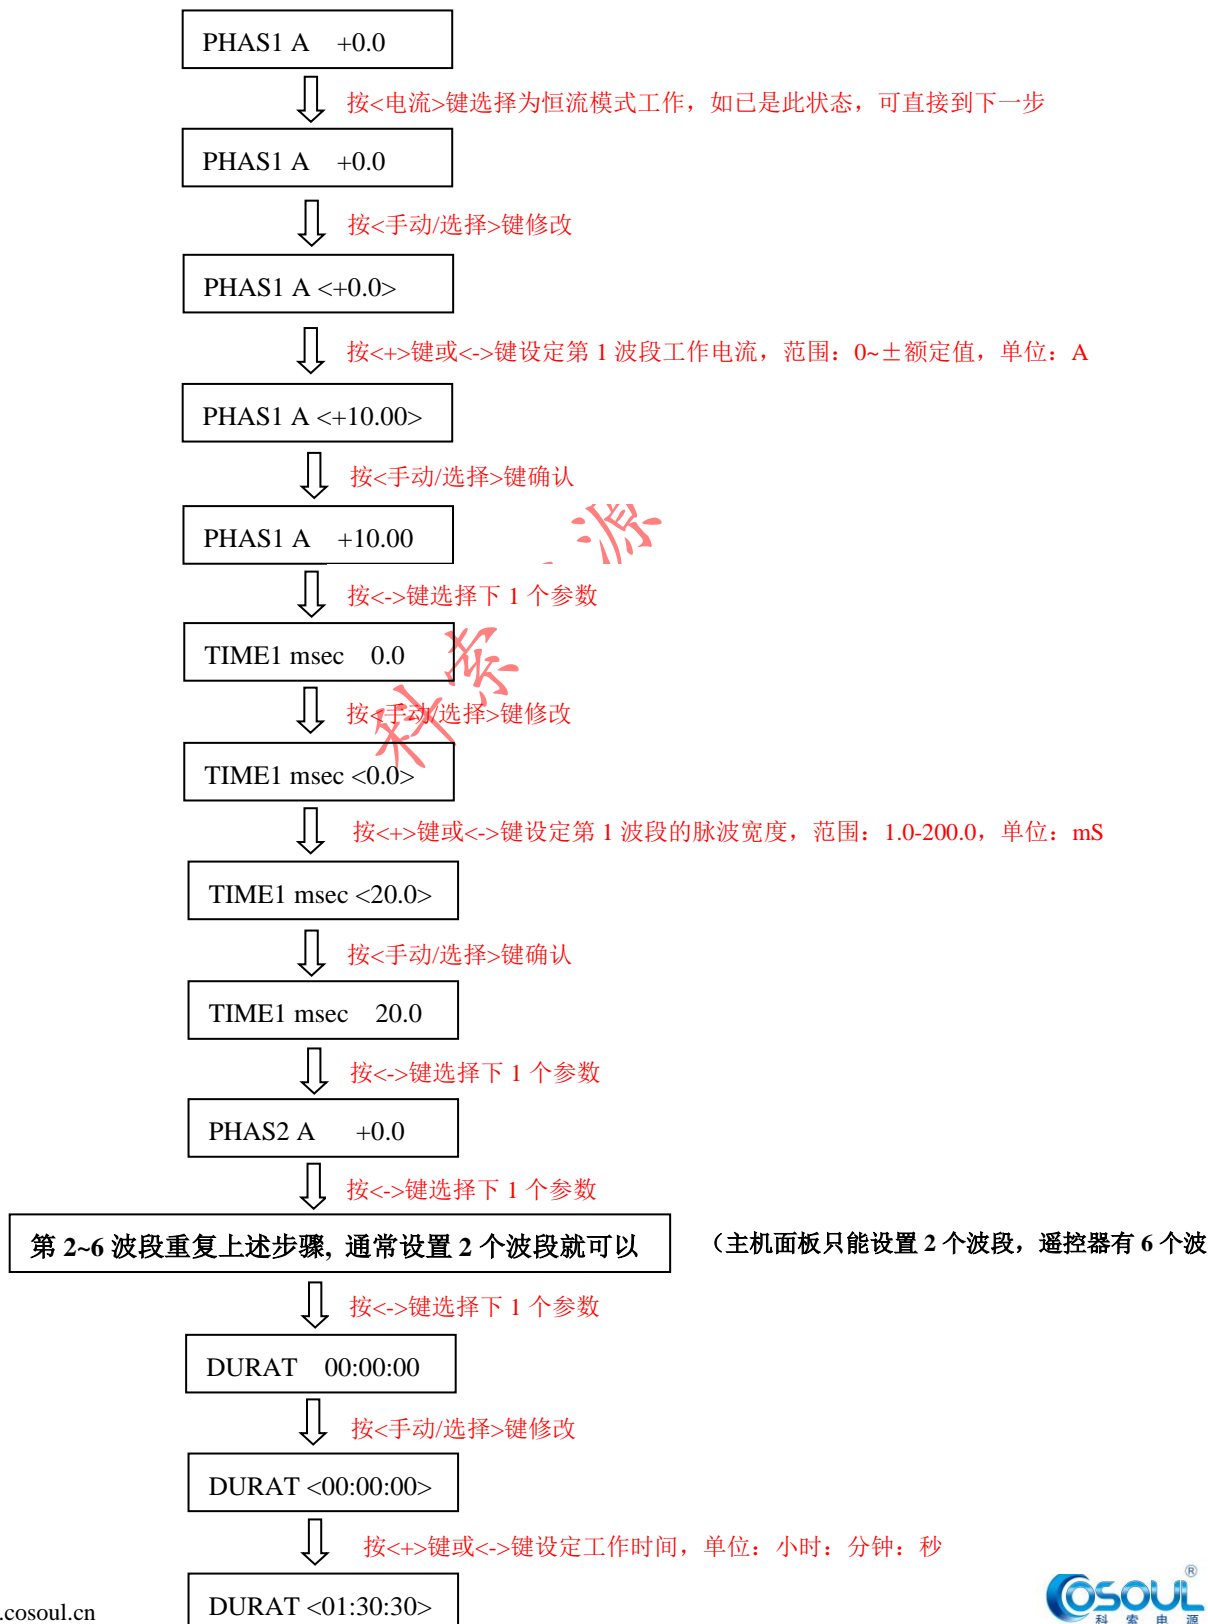 PHAS1 A +0.0
按<电流>键选择为恒流模式工作，如已是此状态，可直接到下一步
PHAS1 A +0.0
按<手动/选择>键修改
PHAS1 A <+0.0>
按<+>键或<->键设定第 1 波段工作电流，范围：0~±额定值，单位：A
PHAS1 A <+10.00>
按<手动/选择>键确认
PHAS1 A +10.00
按<->键选择下 1 个参数
TIME1 msec 0.0
按<手动/选择>键修改
TIME1 msec <0.0>
按<+>键或<->键设定第 1 波段的脉波宽度，范围：1.0-200.0，单位：mS
TIME1 msec <20.0>
按<手动/选择>键确认
TIME1 msec 20.0
按<->键选择下 1 个参数
PHAS2 A +0.0
按<->键选择下 1 个参数
第 2~6 波段重复上述步骤, 通常设置 2 个波段就可以 （主机面板只能设置 2 个波段，遥控器有 6 个波
按<->键选择下 1 个参数
DURAT 00:00:00
按<手动/选择>键修改
DURAT <00:00:00>
按<+>键或<->键设定工作时间，单位：小时：分钟：秒
DURAT <01:30:30>
科索 源
.cosoul.cn
COSOUL®
科索电源